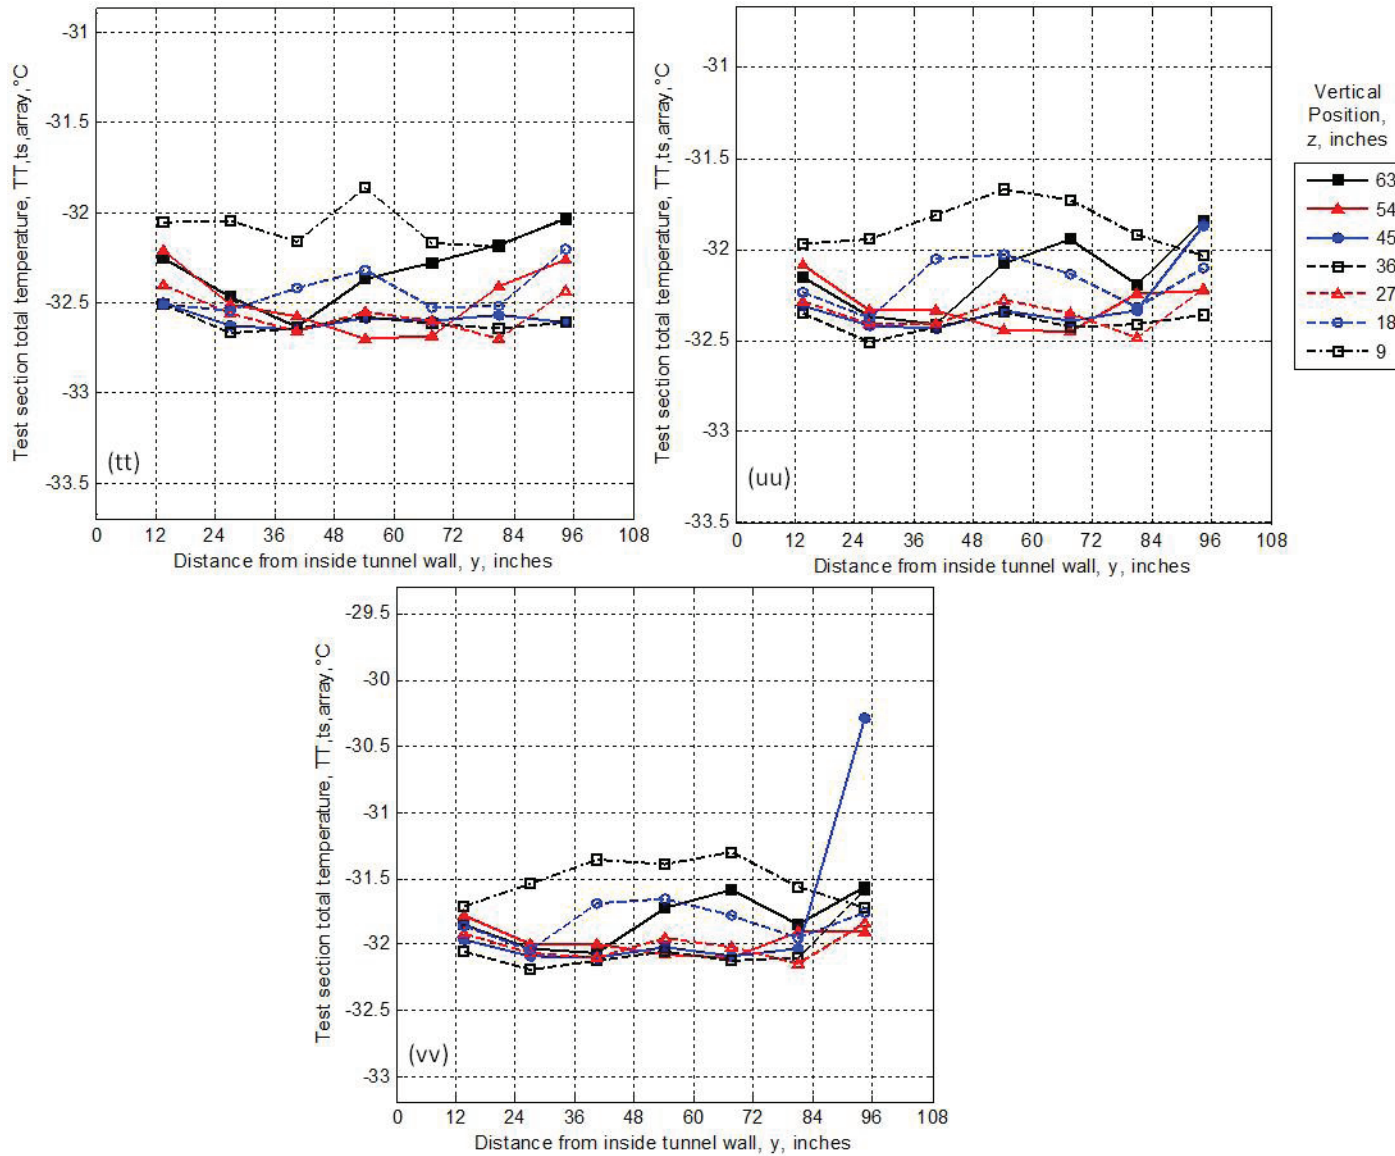 -31
-31.5
-32
-32.5
-33
-33.5
Test section total temperature, TT,ts,array,°C
(tt)
0 12 24 36 48 60 72 84 96 108
Distance from inside tunnel wall, y, inches
-31
-31.5
-32
-32.5
-33
-33.5
Test section total temperature, TT,ts,array,°C
(uu)
0 12 24 36 48 60 72 84 96 108
Distance from inside tunnel wall, y, inches
Vertical
Position,
z, inches
63
54
45
36
27
18
9
-29.5
-30
-30.5
-31
-31.5
-32
-32.5
-33
Test section total temperature, TT,ts,array,°C
(vv)
0 12 24 36 48 60 72 84 96 108
Distance from inside tunnel wall, y, inches